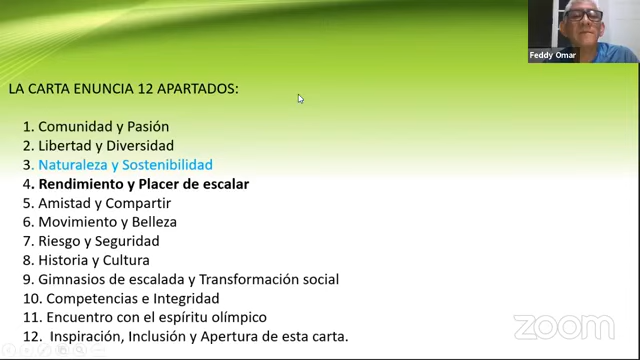 Feddy Omar
LA CARTA ENUNCIA 12 APARTADOS:
1. Comunidad y Pasión
2. Libertad y Diversidad
3. Naturaleza y Sostenibilidad
4. Rendimiento y Placer de escalar
5. Amistad y Compartir
6. Movimiento y Belleza
7. Riesgo y Seguridad
8. Historia y Cultura
9. Gimnasios de escalada y Transformación social
10. Competencias e Integridad
11. Encuentro con el espíritu olímpico
12. Inspiración, Inclusión y Apertura de esta carta.
zoom